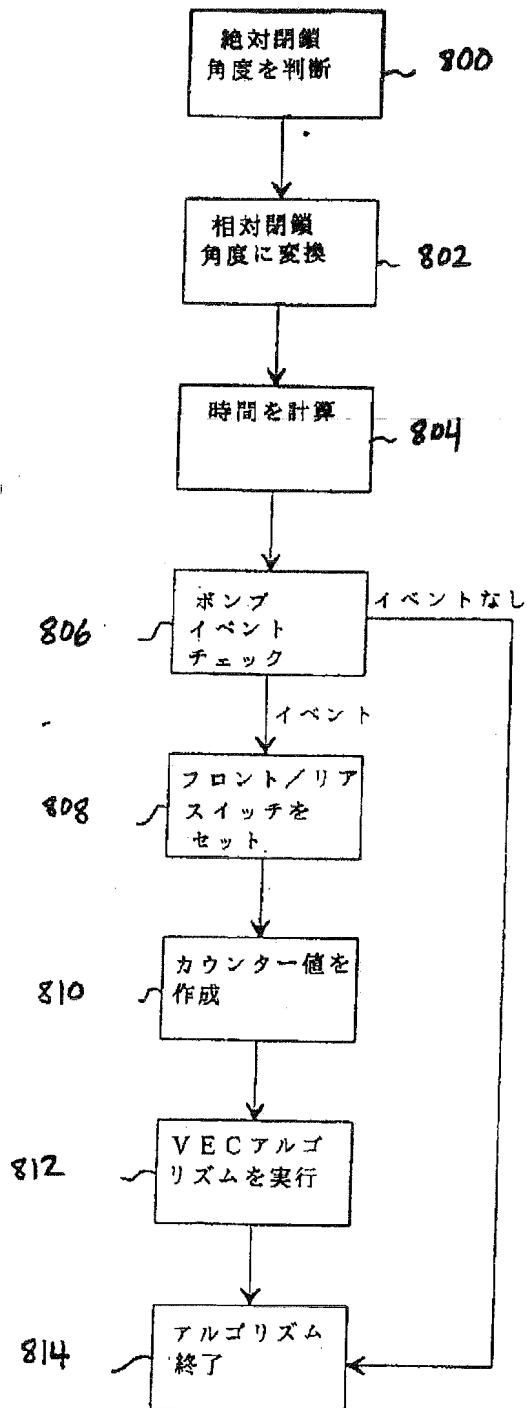 絶対閉鎖
角度を判断
800
相対閉鎖
角度に変換
802
時間を計算
804
ポンプ
イベント
チェック
806
イベントなし
イベント
フロント／リア
スイッチを
セット
808
カウンター値を
作成
810
VECアルゴ
リズムを実行
812
アルゴリズム
終了
814